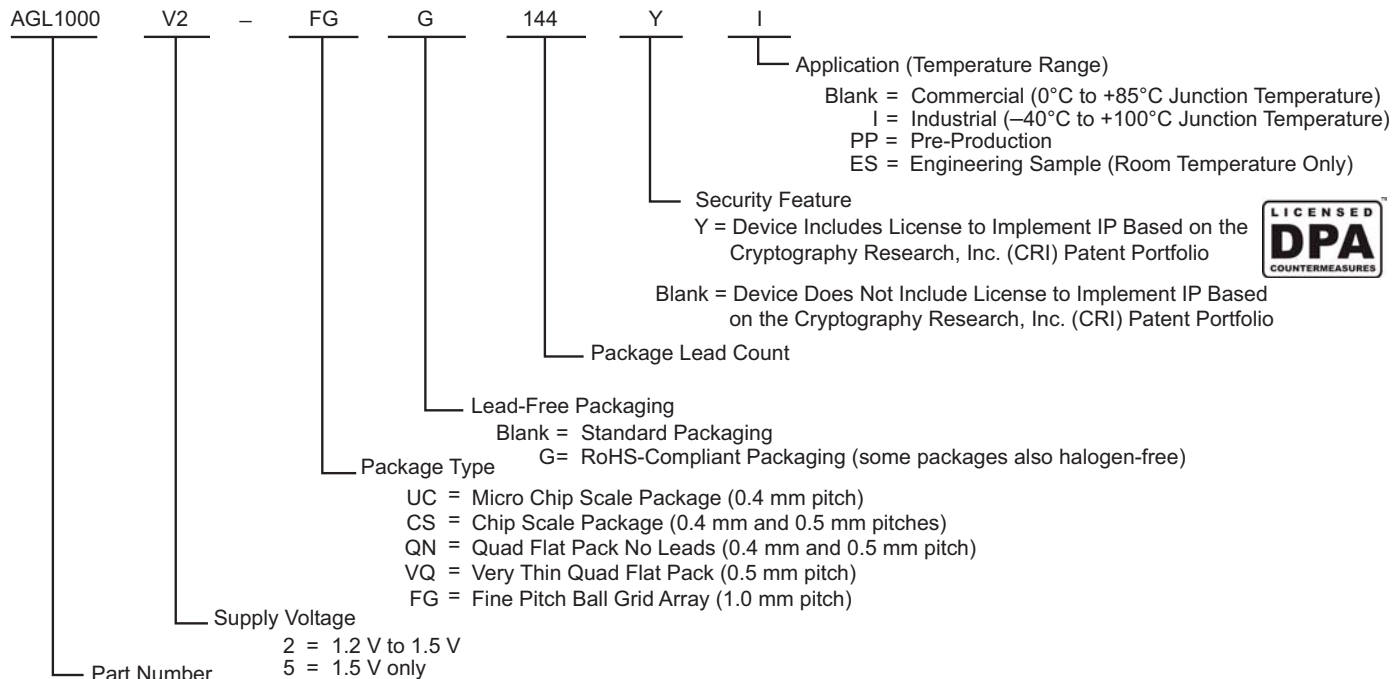 AGL1000 V2 – FG G 144 Y I
Application (Temperature Range)
Blank = Commercial (0°C to +85°C Junction Temperature)
I = Industrial (–40°C to +100°C Junction Temperature)
PP = Pre-Production
ES = Engineering Sample (Room Temperature Only)
Security Feature
Y = Device Includes License to Implement IP Based on the
Cryptography Research, Inc. (CRI) Patent Portfolio
LICENSED
DPA
COUNTERMEASURES
™
Blank = Device Does Not Include License to Implement IP Based
on the Cryptography Research, Inc. (CRI) Patent Portfolio
Package Lead Count
Lead-Free Packaging
Blank = Standard Packaging
G= RoHS-Compliant Packaging (some packages also halogen-free)
Package Type
UC = Micro Chip Scale Package (0.4 mm pitch)
CS = Chip Scale Package (0.4 mm and 0.5 mm pitches)
QN = Quad Flat Pack No Leads (0.4 mm and 0.5 mm pitch)
VQ = Very Thin Quad Flat Pack (0.5 mm pitch)
FG = Fine Pitch Ball Grid Array (1.0 mm pitch)
Supply Voltage
2 = 1.2 V to 1.5 V
5 = 1.5 V only
Part Number